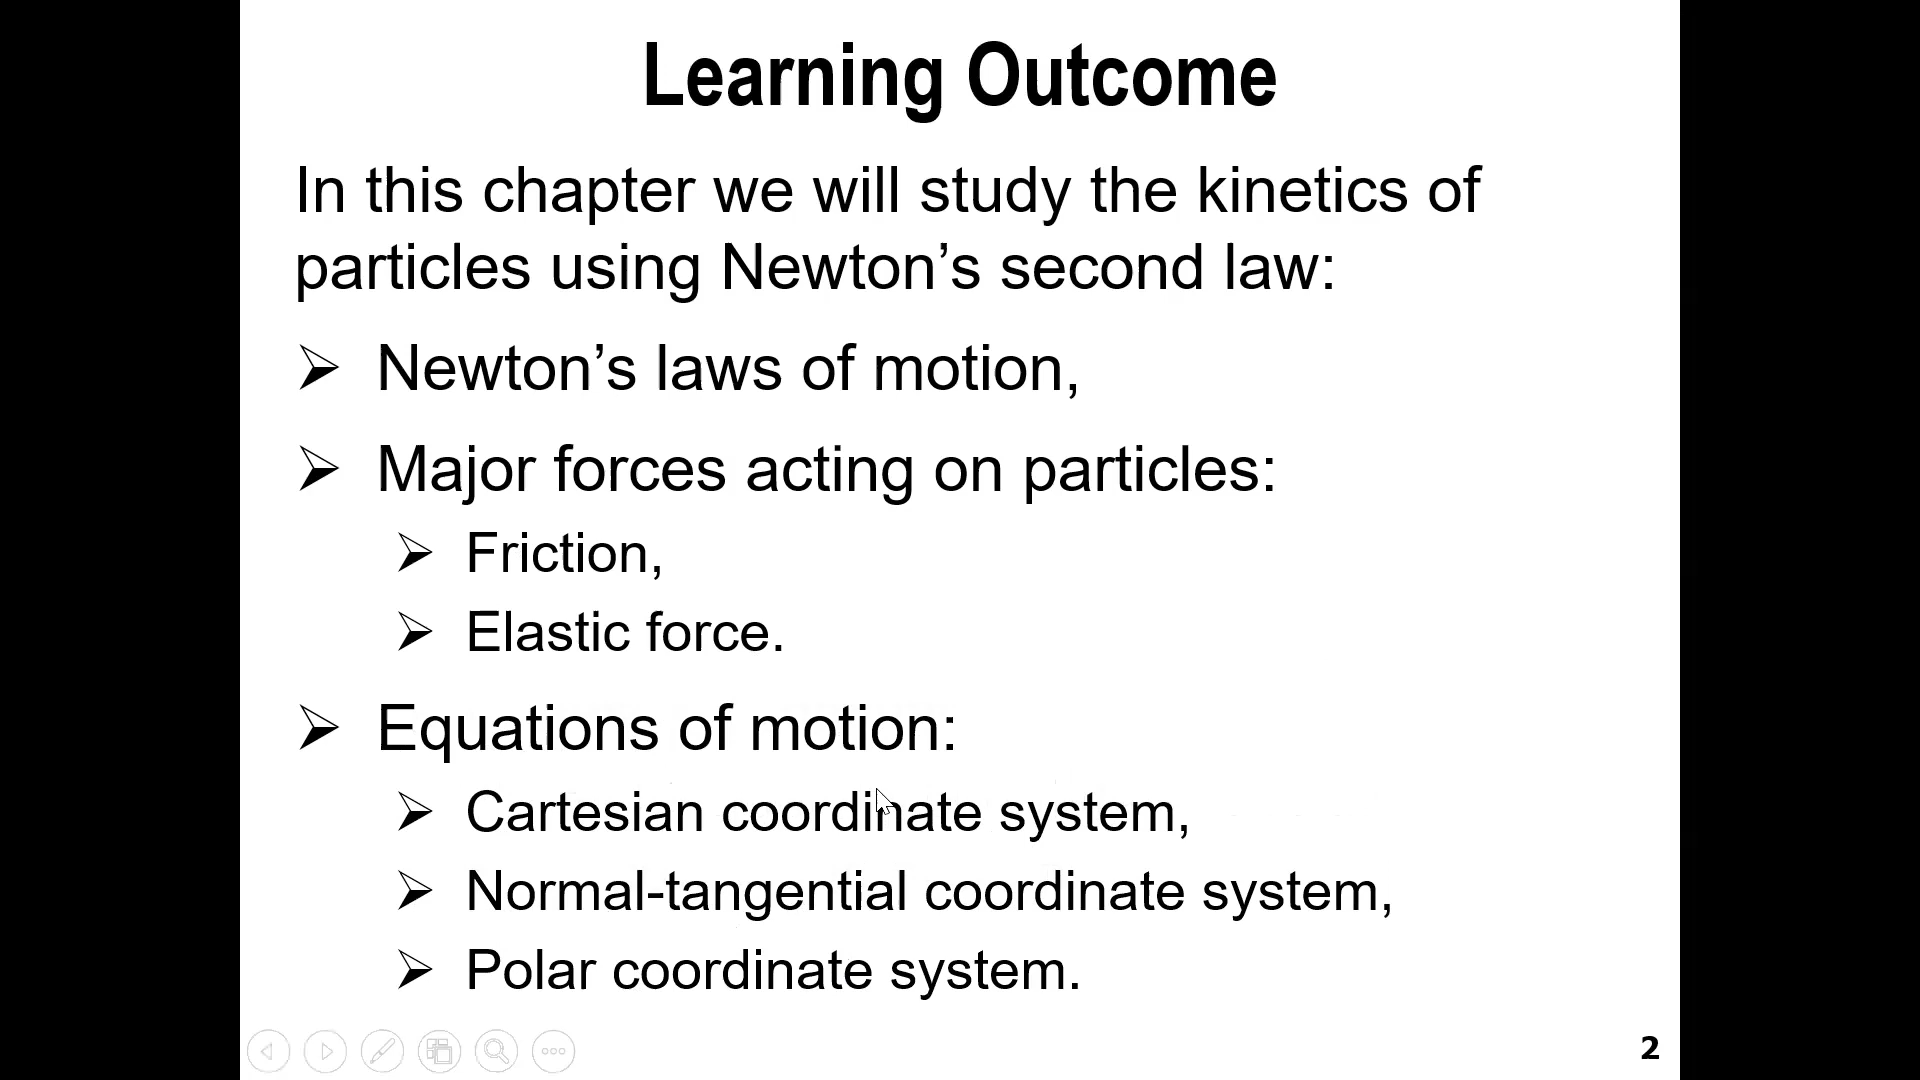 Learning Outcome
In this chapter we will study the kinetics of
particles using Newton’s second law:
➢ Newton’s laws of motion,
➢ Major forces acting on particles:
➢ Friction,
➢ Elastic force.
➢ Equations of motion:
➢ Cartesian coordinate system,
➢ Normal-tangential coordinate system,
➢ Polar coordinate system.
2